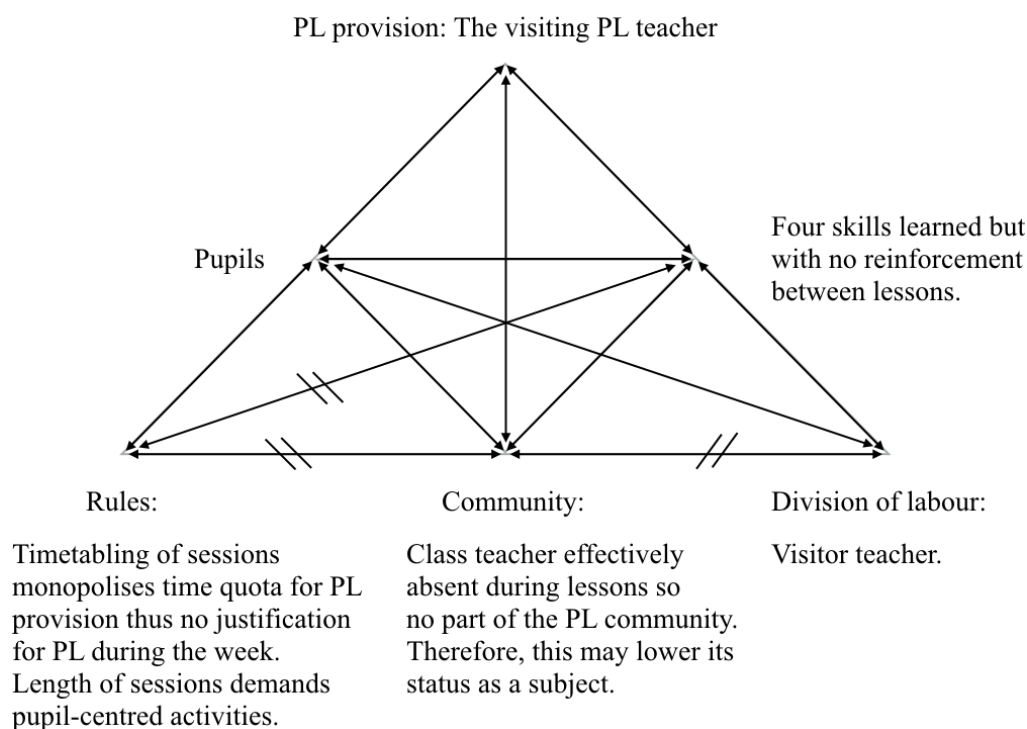 PL provision: The visiting PL teacher
Pupils
Four skills learned but
with no reinforcement
between lessons.
Rules:
Timetabling of sessions
monopolises time quota for PL
provision thus no justification
for PL during the week.
Length of sessions demands
pupil-centred activities.
Community:
Class teacher effectively
absent during lessons so
no part of the PL community.
Therefore, this may lower its
status as a subject.
Division of labour:
Visitor teacher.